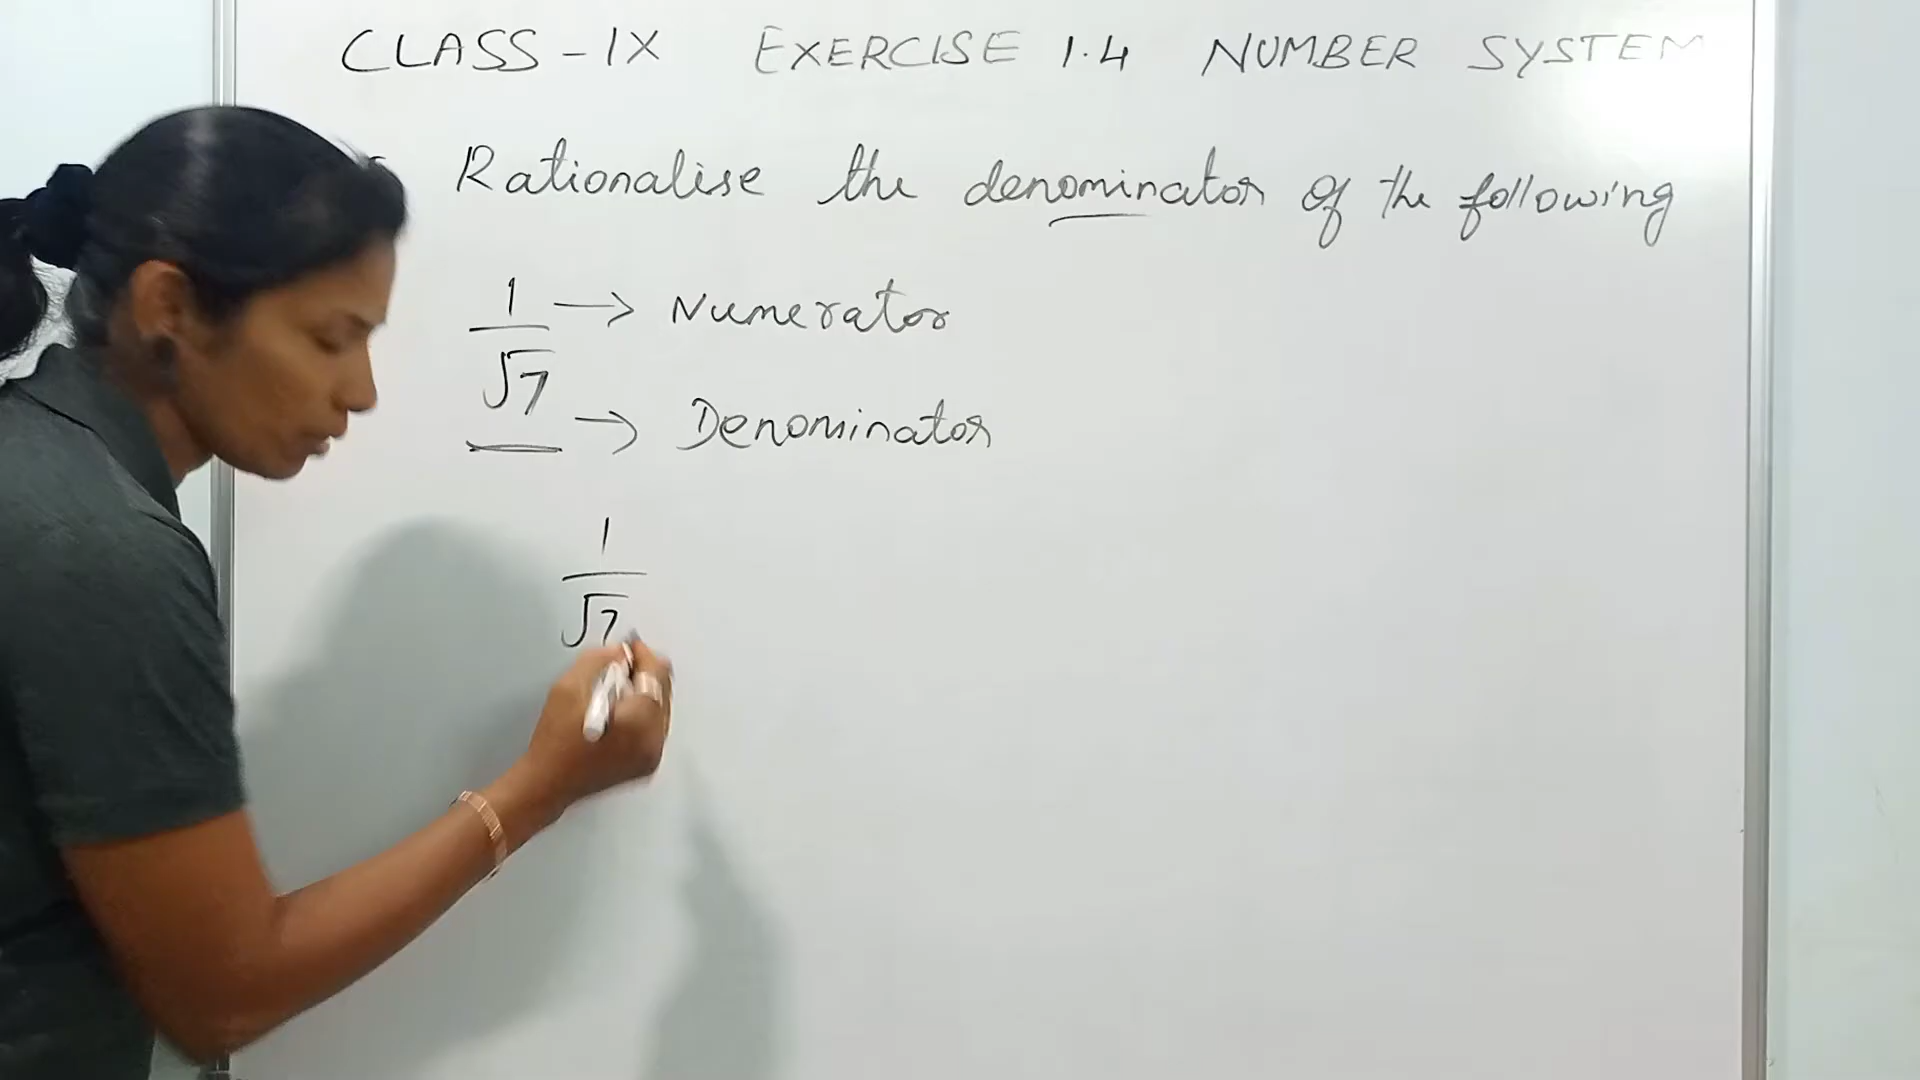 CLASS - IX EXERCISE 1.4 NUMBER SYSTEM
Rationalise the denominator of the following
1 → Numerator
√7
→ Denominator
1
√7